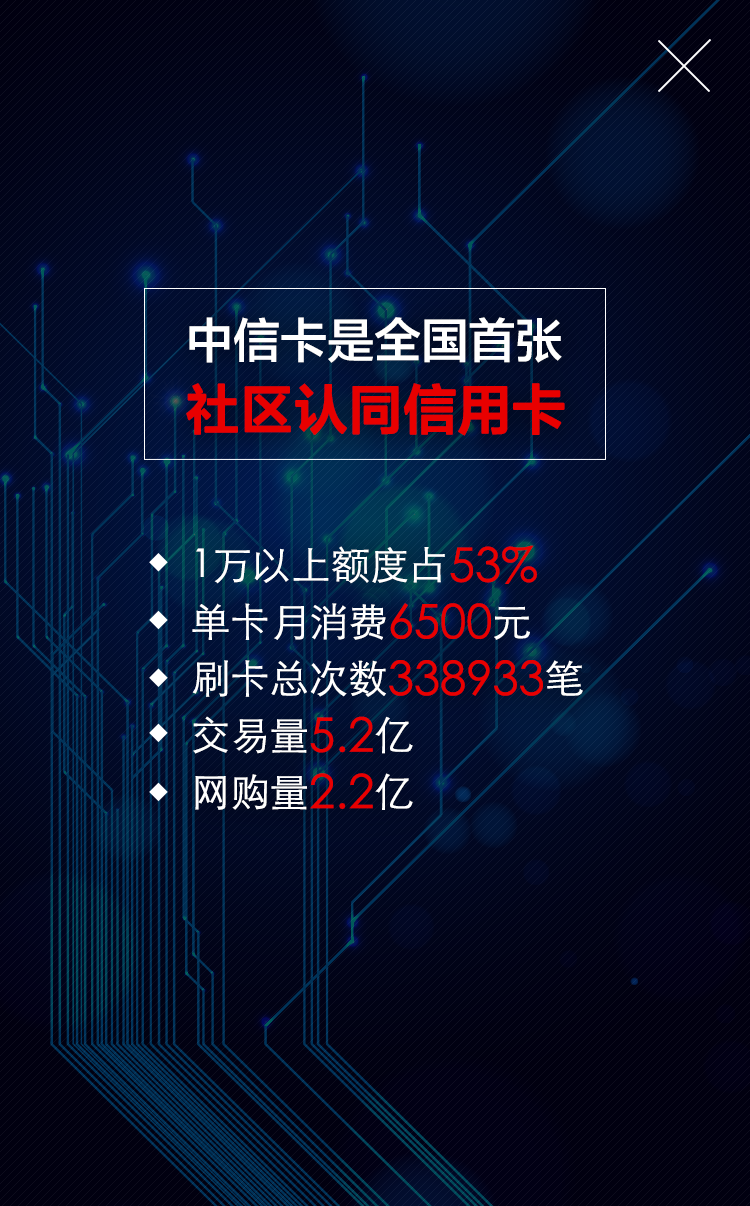 中信卡是全国首张
社区认同信用卡
1万以上额度占53%
单卡月消费6500元
刷卡总次数338933笔
交易量5.2亿
网购量2.2亿